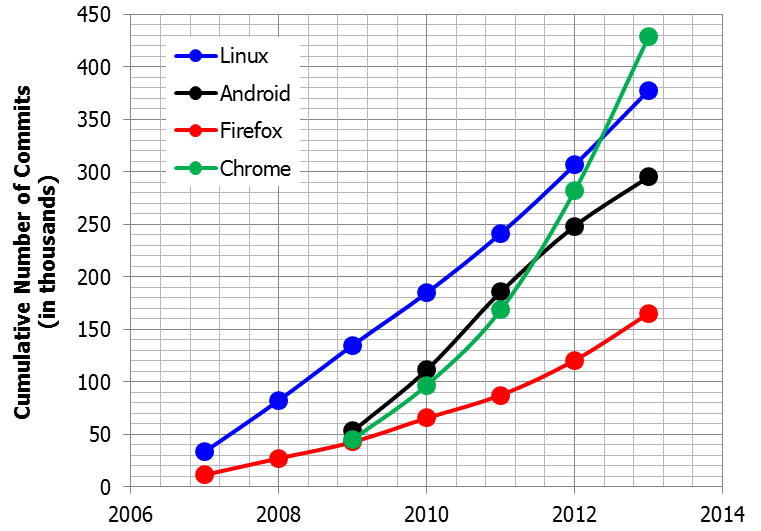 450
400
350
300
250
200
150
100
50
0
Cumulative Number of Commits
(in thousands)
Linux
Android
Firefox
Chrome
2006 2008 2010 2012 2014